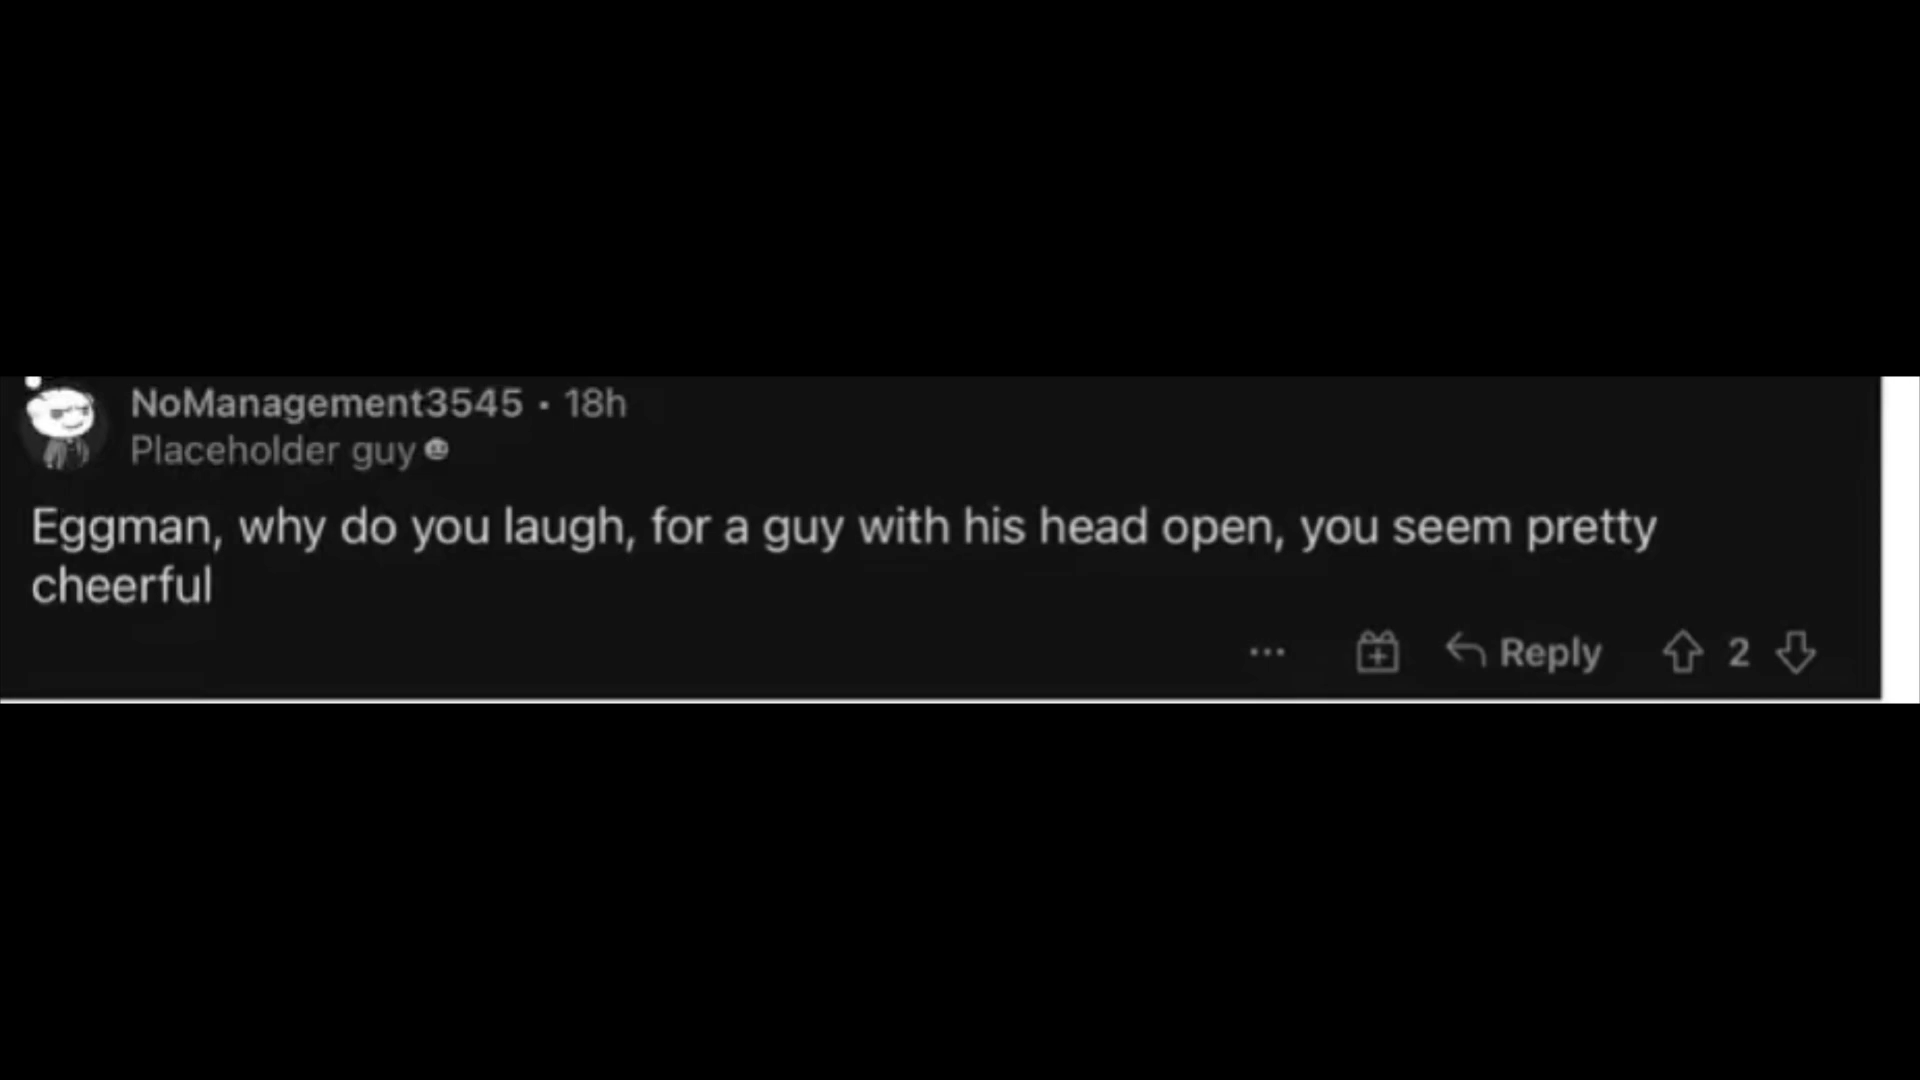 NoManagement3545 • 18h
Placeholder guy
Eggman, why do you laugh, for a guy with his head open, you seem pretty
cheerful
... Reply 2